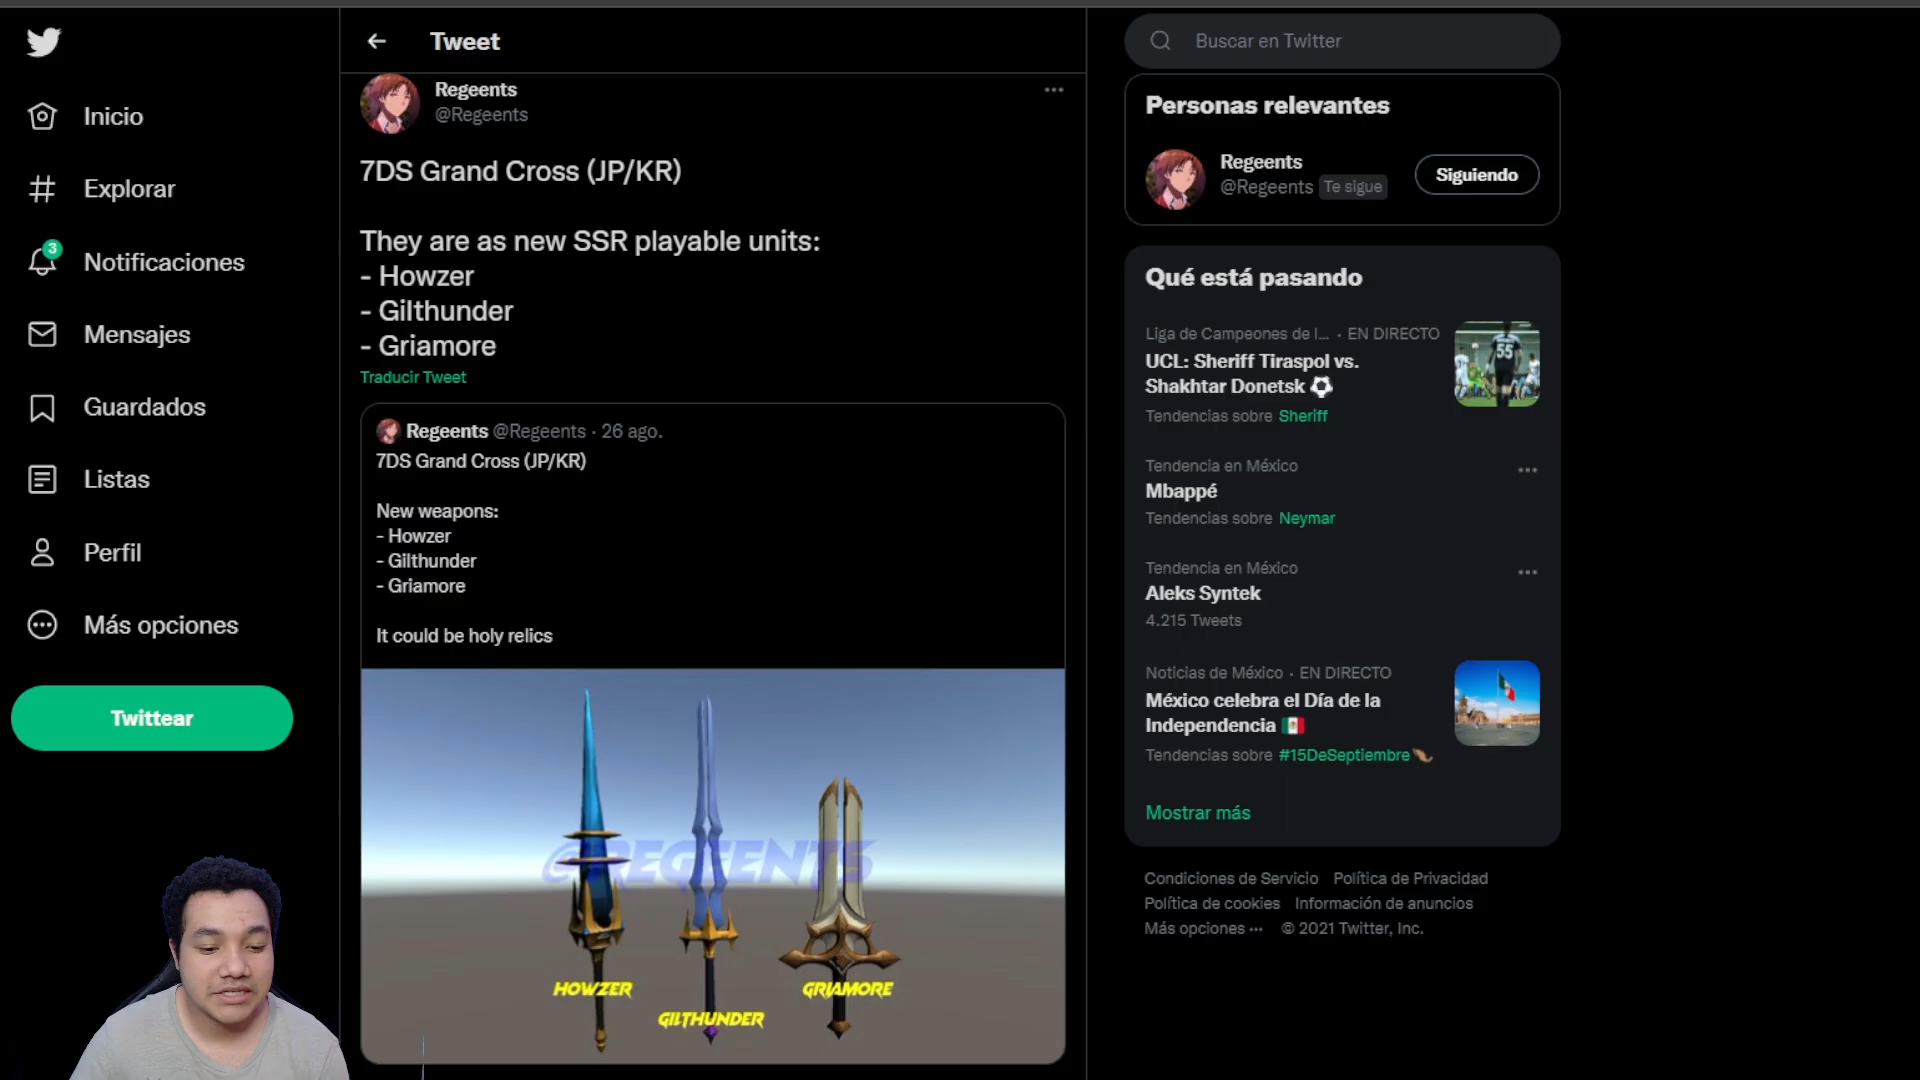 Inicio
Explorar
3
Notificaciones
Mensajes
Guardados
Listas
Perfil
Más opciones
Twittear
Tweet
Regeents
@Regeents
7DS Grand Cross (JP/KR)
They are as new SSR playable units:
- Howzer
- Gilthunder
- Griamore
Traducir Tweet
Regeents @Regeents · 26 ago.
7DS Grand Cross (JP/KR)
New weapons:
- Howzer
- Gilthunder
- Griamore
It could be holy relics
@REGEENTS
HOWZER
GILTHUNDER
GRIAMORE
Buscar en Twitter
Personas relevantes
Regeents
@Regeents Te sigue
Siguiendo
Qué está pasando
Liga de Campeones de l... · EN DIRECTO
UCL: Sheriff Tiraspol vs.
Shakhtar Donetsk
Tendencias sobre Sheriff
55
Tendencia en México
Mbappé
Tendencias sobre Neymar
Tendencia en México
Aleks Syntek
4.215 Tweets
Noticias de México · EN DIRECTO
México celebra el Día de la
Independencia
Tendencias sobre #15DeSeptiembre
Mostrar más
Condiciones de Servicio Política de Privacidad
Política de cookies Información de anuncios
Más opciones ··· © 2021 Twitter, Inc.